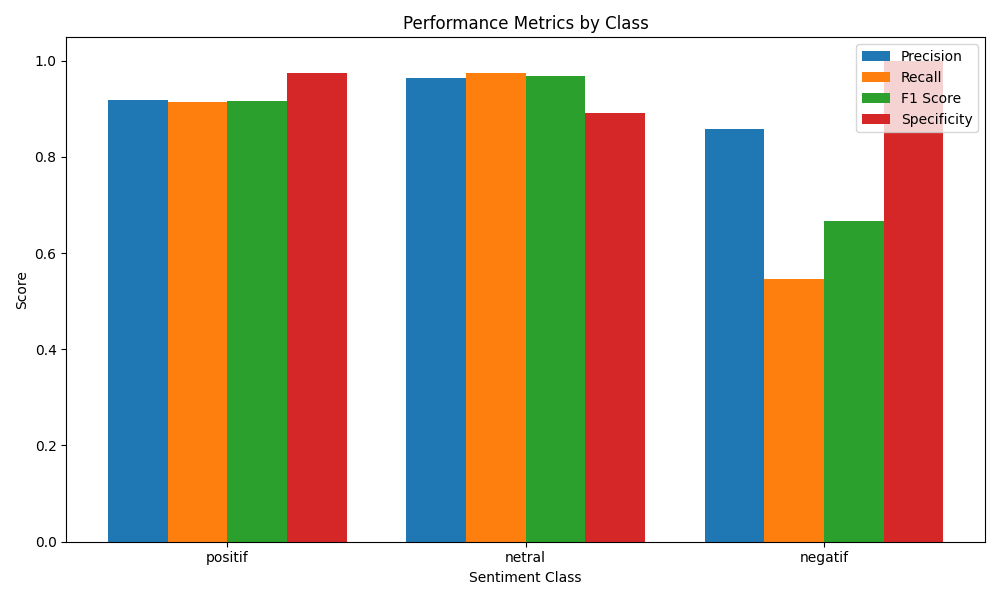 Performance Metrics by Class
Precision
Recall
F1 Score
Specificity
Score
1.0
0.8
0.6
0.4
0.2
0.0
positif netral negatif
Sentiment Class